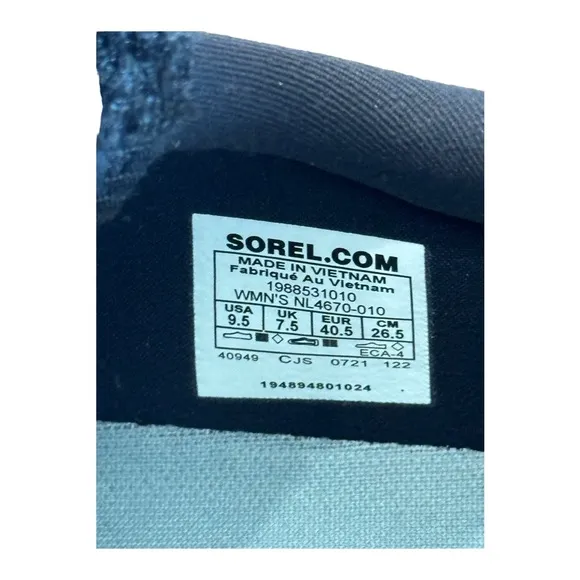 SOREL.COM
MADE IN VIETNAM
Fabriqué Au Vietnam
1988531010
WMN'S NL4670-010
USA UK EUR CM
9.5 7.5 40.5 26.5
ECA-4
40949 CJS 0721 122
194894801024